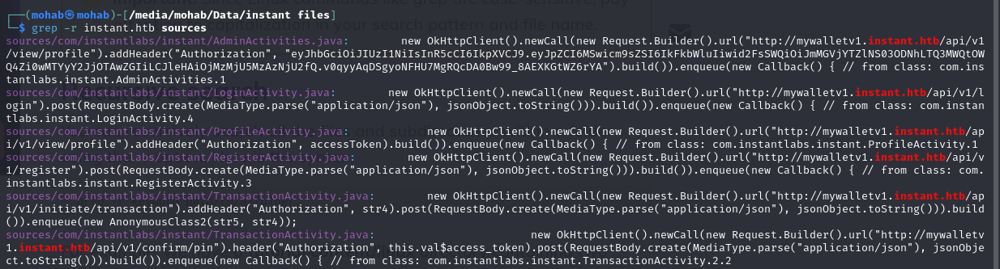 ┌──(mohab㉿mohab)-[/media/mohab/Data/instant files]
└─$ grep -r instant.htb sources
sources/com/instantlabs/instant/AdminActivities.java:        new OkHttpClient().newCall(new Request.Builder().url("http://mywalletv1.instant.htb/api/v1
/view/profile").addHeader("Authorization", "eyJhbGciOiJIUzI1NiIsInR5cCI6IkpXVCJ9.eyJpZCI6MSwicm9sZSI6IkFkbWluIiwid2FsSWQiOiJmMGVjYTZlNS03ODNhLTQ3MWQtOW
Q4Zi0wMTYyY2JjOTAwZGIiLCJleHAiOjMzMjU5MzAzNjU2fQ.v0qyyAqDSgyoNFHU7MgRQcDA0Bw99_8AEXKGtWZ6rYA").build()).enqueue(new Callback() { // from class: com.ins
tantlabs.instant.AdminActivities.1
sources/com/instantlabs/instant/LoginActivity.java:        new OkHttpClient().newCall(new Request.Builder().url("http://mywalletv1.instant.htb/api/v1/l
ogin").post(RequestBody.create(MediaType.parse("application/json"), jsonObject.toString())).build()).enqueue(new Callback() { // from class: com.instan
tlabs.instant.LoginActivity.4
sources/com/instantlabs/instant/ProfileActivity.java:        new OkHttpClient().newCall(new Request.Builder().url("http://mywalletv1.instant.htb/ap
i/v1/view/profile").addHeader("Authorization", accessToken).build()).enqueue(new Callback() { // from class: com.instantlabs.instant.ProfileActivity.1
sources/com/instantlabs/instant/RegisterActivity.java:        new OkHttpClient().newCall(new Request.Builder().url("http://mywalletv1.instant.htb/api/v
1/register").post(RequestBody.create(MediaType.parse("application/json"), jsonObject.toString())).build()).enqueue(new Callback() { // from class: com.
instantlabs.instant.RegisterActivity.3
sources/com/instantlabs/instant/TransactionActivity.java:        new OkHttpClient().newCall(new Request.Builder().url("http://mywalletv1.instant.htb/ap
i/v1/initiate/transaction").addHeader("Authorization", str4).post(RequestBody.create(MediaType.parse("application/json"), jsonObject.toString())).build
()).enqueue(new AnonymousClass2(str5, str4));
sources/com/instantlabs/instant/TransactionActivity.java:                        new OkHttpClient().newCall(new Request.Builder().url("http://mywalletv
1.instant.htb/api/v1/confirm/pin").header("Authorization", this.val$access_token).post(RequestBody.create(MediaType.parse("application/json"), jsonObje
ct.toString())).build()).enqueue(new Callback() { // from class: com.instantlabs.instant.TransactionActivity.2.2